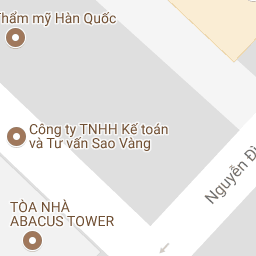 Thẩm mỹ Hàn Quốc
Công ty TNHH Kế toán
và Tư vấn Sao Vàng
Nguyễn
TÒA NHÀ
ABACUS TOWER